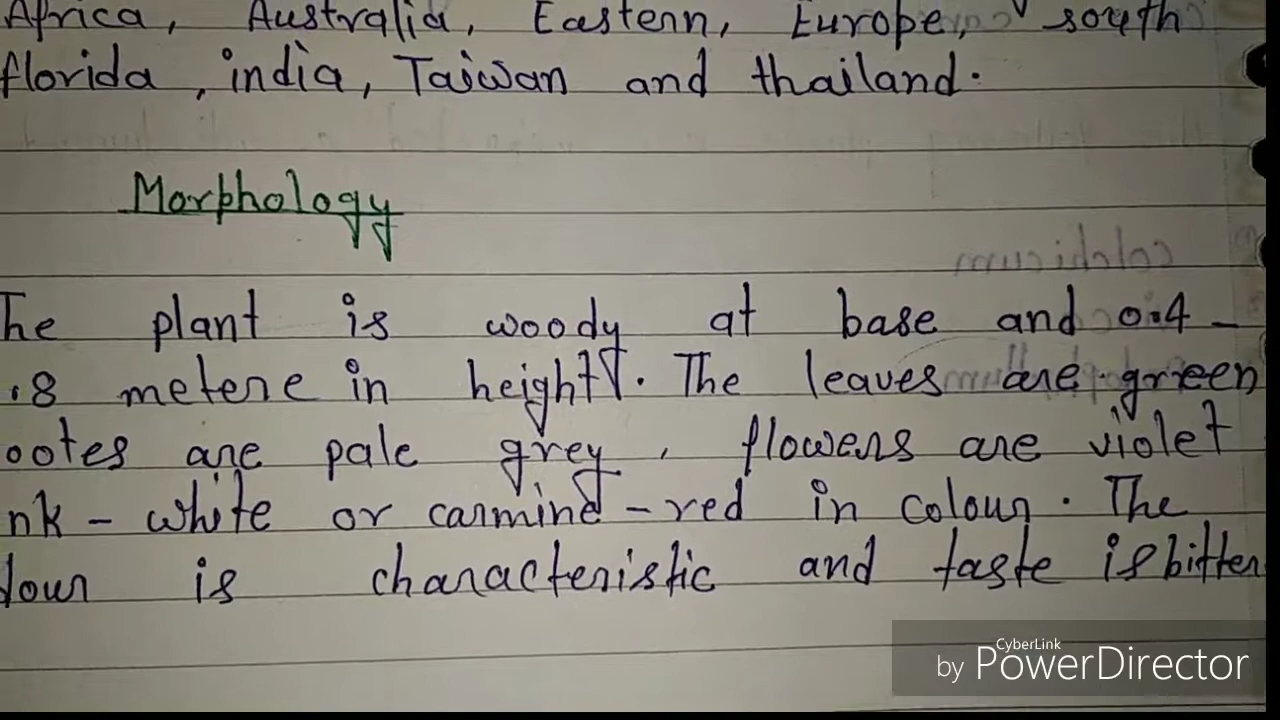 Africa, Australia, Eastern, Europe, south
florida, india, Taiwan and thailand.
Morphology
colchicum
he plant is woody at base and 0.4 -
.8 metere in height. The leaves are green
ootes are pale grey, flowers are violet
nk - white or carmine - red in colour. The
dour is characteristic and taste is bitter
CyberLink
by PowerDirector